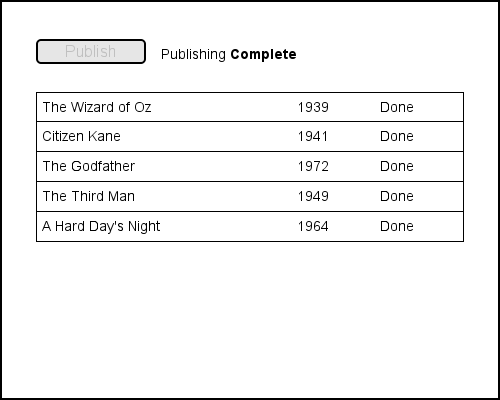 Publish Publishing Complete
The Wizard of Oz 1939 Done
Citizen Kane 1941 Done
The Godfather 1972 Done
The Third Man 1949 Done
A Hard Day's Night 1964 Done